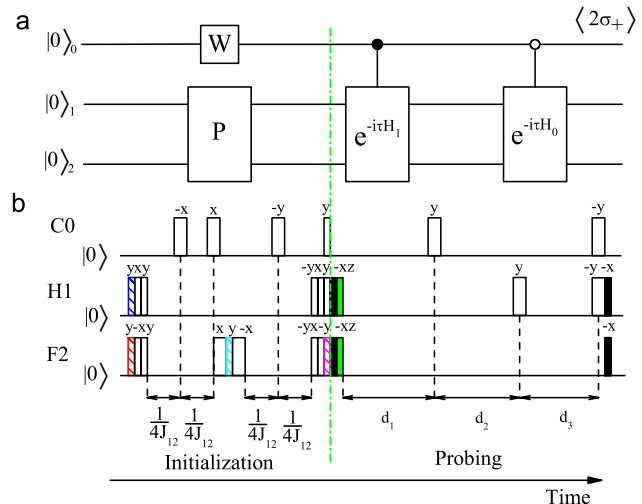 a
⟨2σ₊⟩
|0⟩₀ W
|0⟩₁
P e^{-iτH₁} e^{-iτH₀}
|0⟩₂
b
-x x -y y y -y
C0
|0⟩
yxy -yxy -xz y -y -x
H1
|0⟩
y-xy x y -x -yx-y -xz -x
F2
|0⟩
1/4J₁₂ 1/4J₁₂ 1/4J₁₂ 1/4J₁₂ d₁ d₂ d₃
Initialization Probing
Time